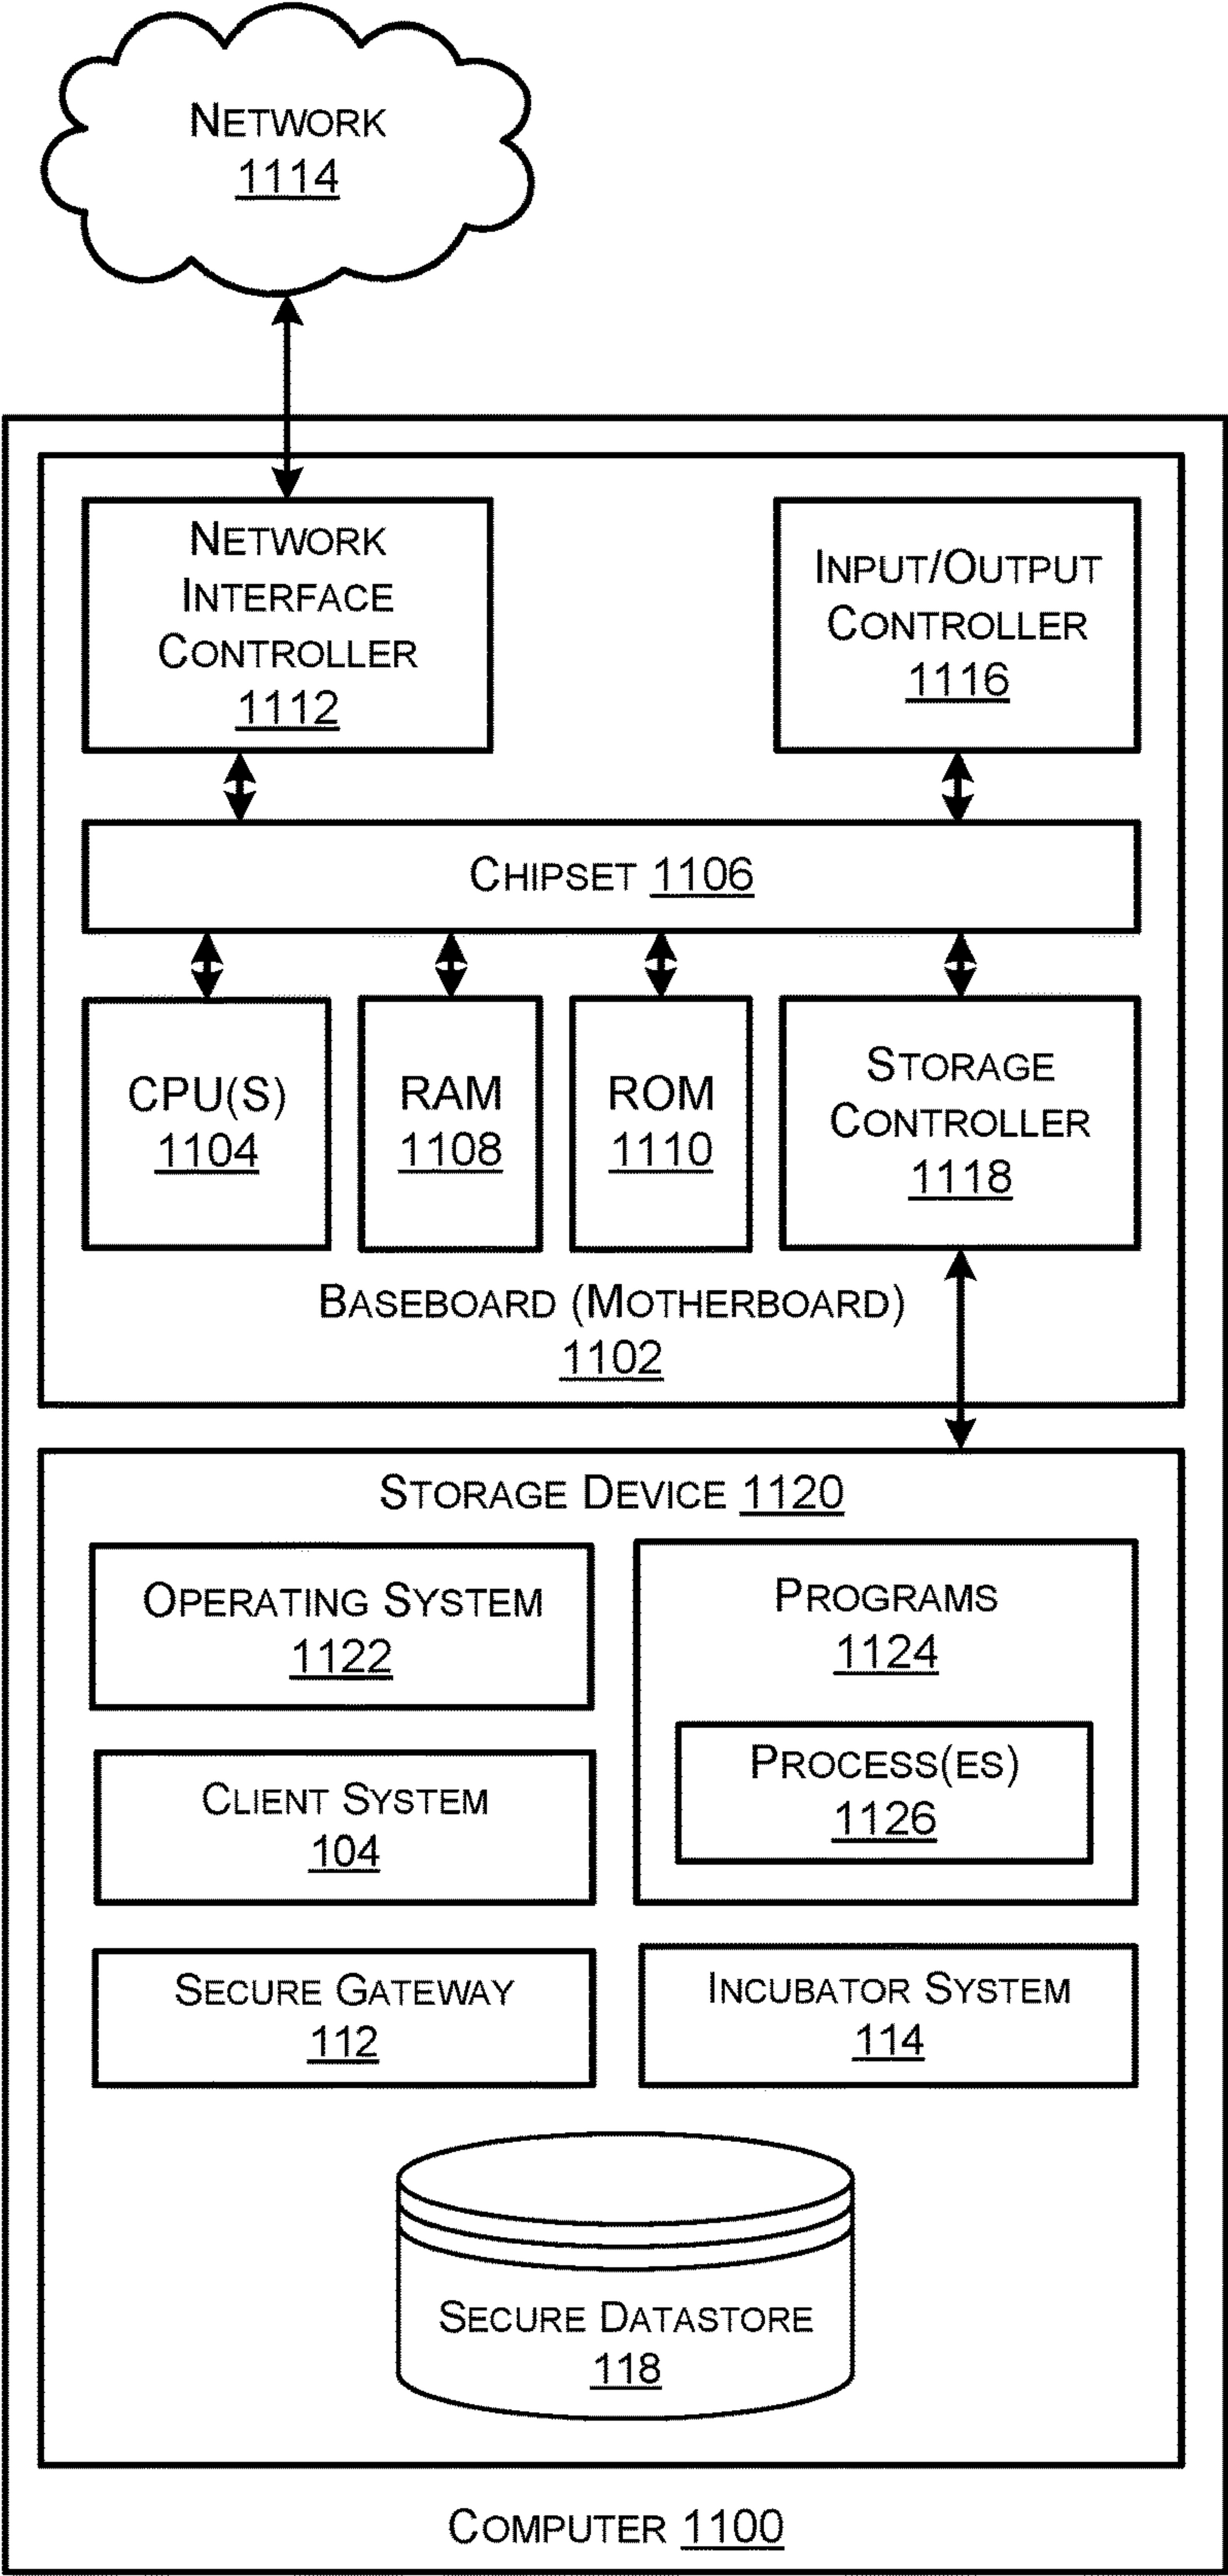 NETWORK
1114
NETWORK
INTERFACE
CONTROLLER
1112
INPUT/OUTPUT
CONTROLLER
1116
CHIPSET 1106
CPU(S)
1104
RAM
1108
ROM
1110
STORAGE
CONTROLLER
1118
BASEBOARD (MOTHERBOARD)
1102
STORAGE DEVICE 1120
OPERATING SYSTEM
1122
PROGRAMS
1124
PROCESS(ES)
1126
CLIENT SYSTEM
104
SECURE GATEWAY
112
INCUBATOR SYSTEM
114
SECURE DATASTORE
118
COMPUTER 1100